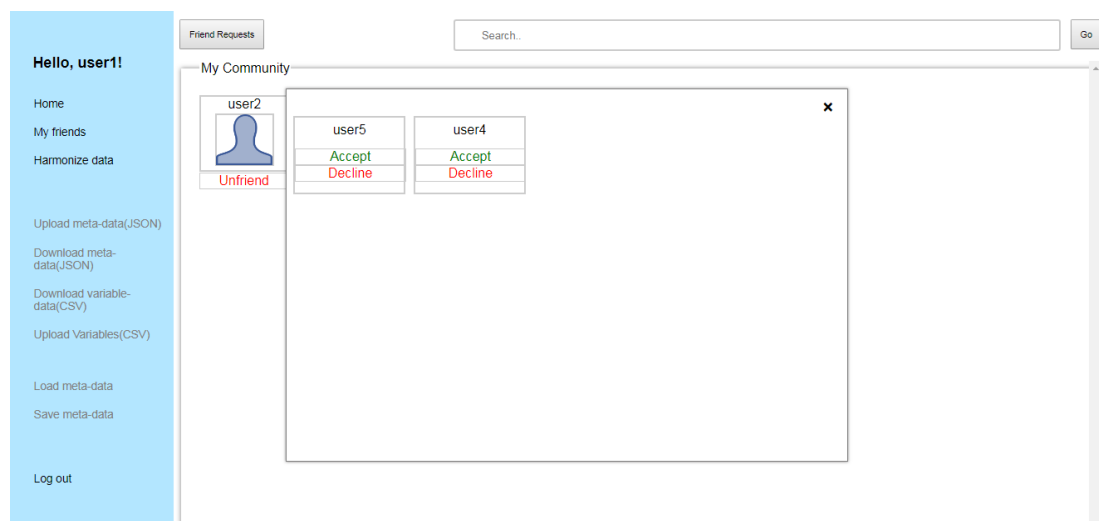 Hello, user1!
Home
My friends
Harmonize data
Upload meta-data(JSON)
Download meta-
data(JSON)
Download variable-
data(CSV)
Upload Variables(CSV)
Load meta-data
Save meta-data
Log out
Friend Requests
Search..
Go
My Community
user2
Unfriend
×
user5
Accept
Decline
user4
Accept
Decline